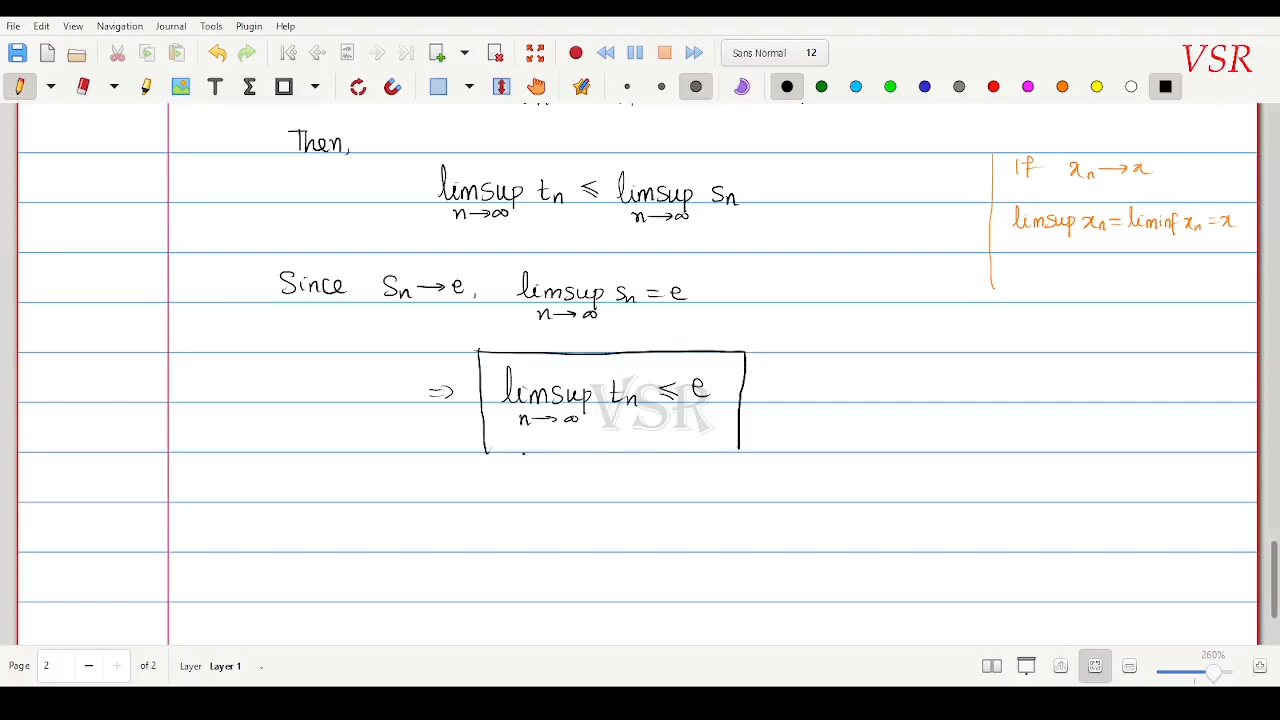 File Edit View Navigation Journal Tools Plugin Help
Sans Normal 12
VSR
Then,
limsup tn ≤ limsup sn
n→∞ n→∞
If xn → x
limsup xn = liminf xn = x
Since sn → e, limsup sn = e
n→∞
⇒ limsup tn ≤ e
n→∞
VSR
Page 2 of 2 Layer Layer 1 260%